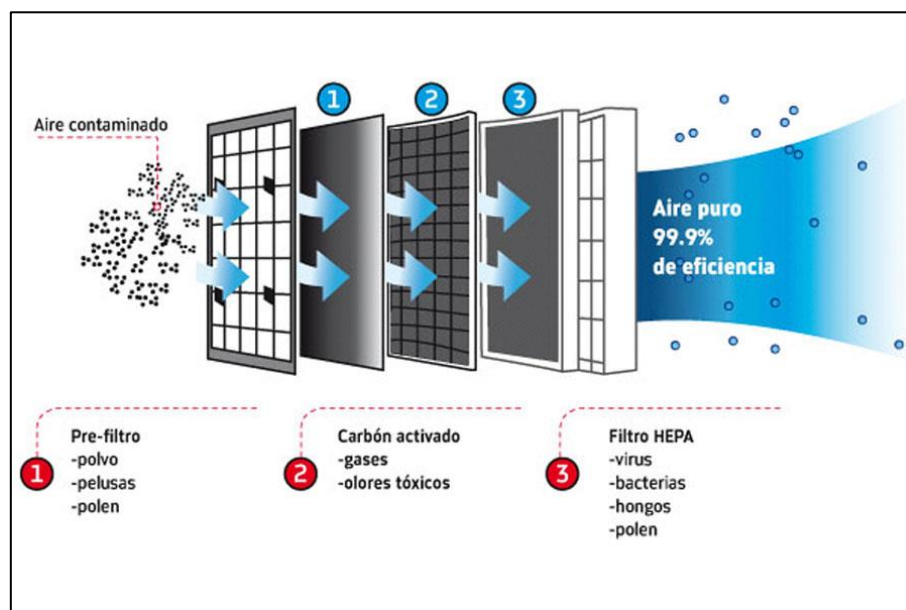 1
2
3
Aire contaminado
Aire puro
99.9%
de eficiencia
1
Pre-filtro
-polvo
-pelusas
-polen
2
Carbón activado
-gases
-olores tóxicos
3
Filtro HEPA
-virus
-bacterias
-hongos
-polen